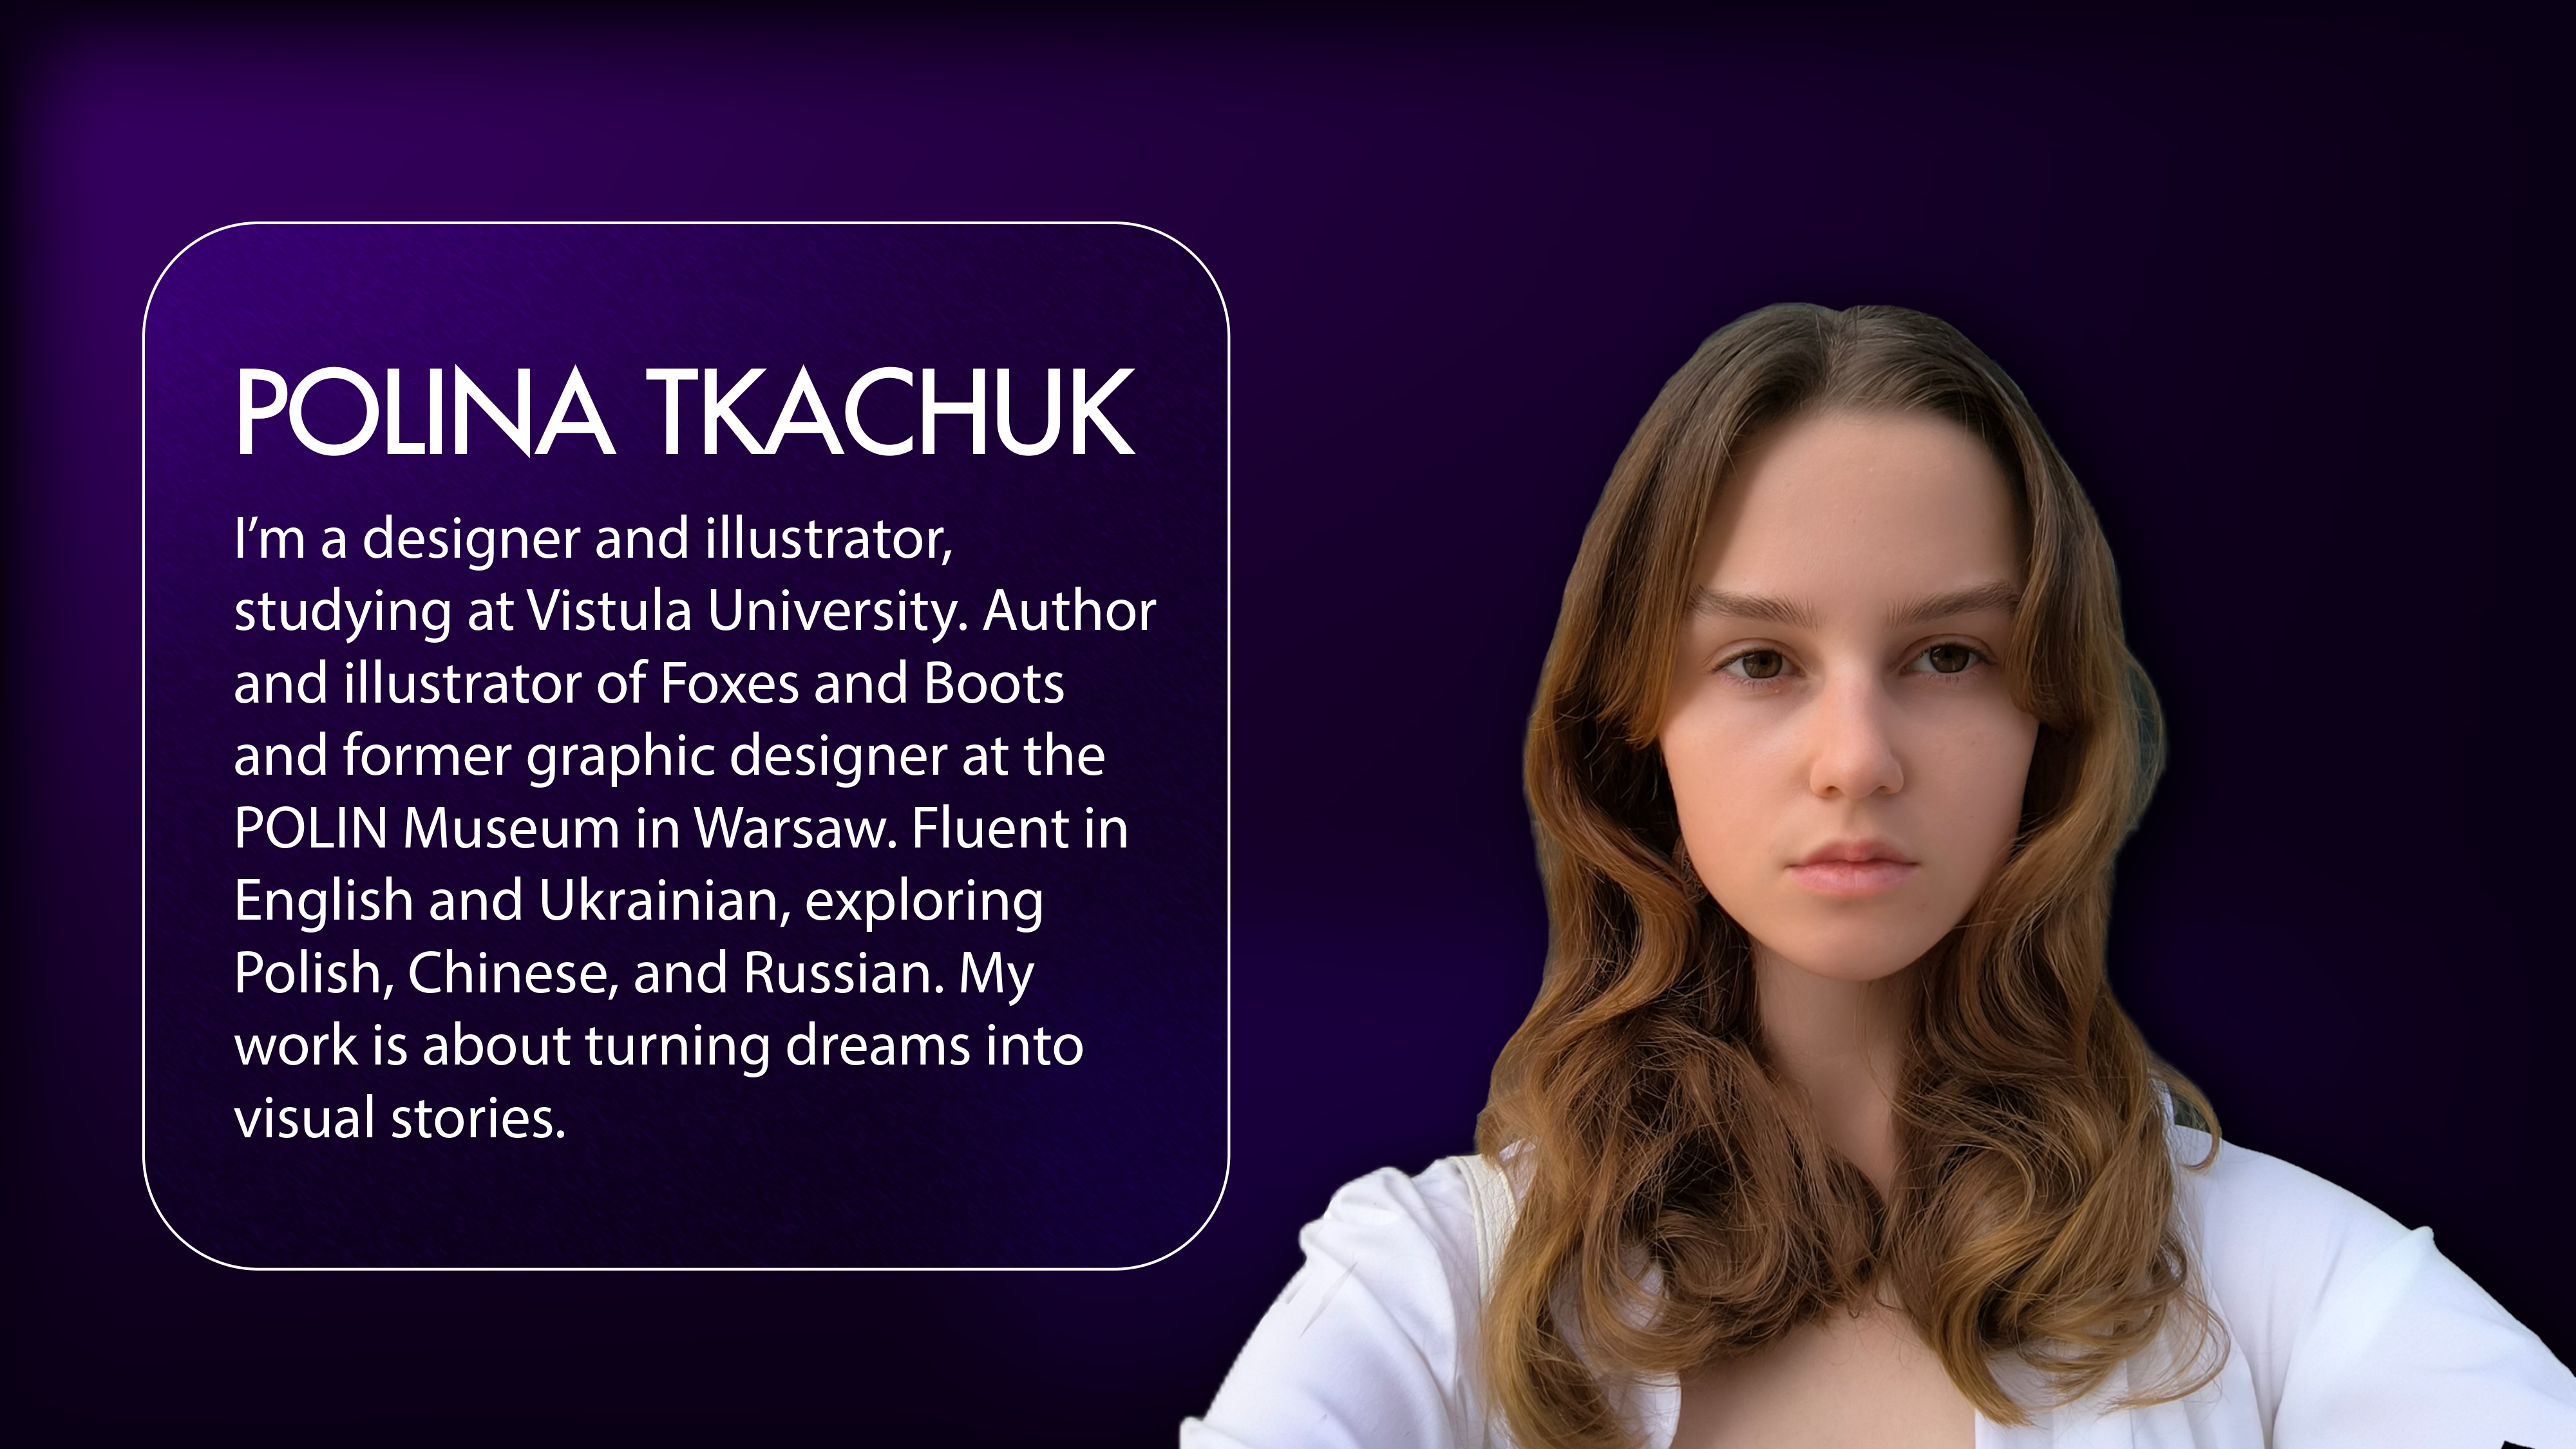 POLINA TKACHUK
I’m a designer and illustrator,
studying at Vistula University. Author
and illustrator of Foxes and Boots
and former graphic designer at the
POLIN Museum in Warsaw. Fluent in
English and Ukrainian, exploring
Polish, Chinese, and Russian. My
work is about turning dreams into
visual stories.